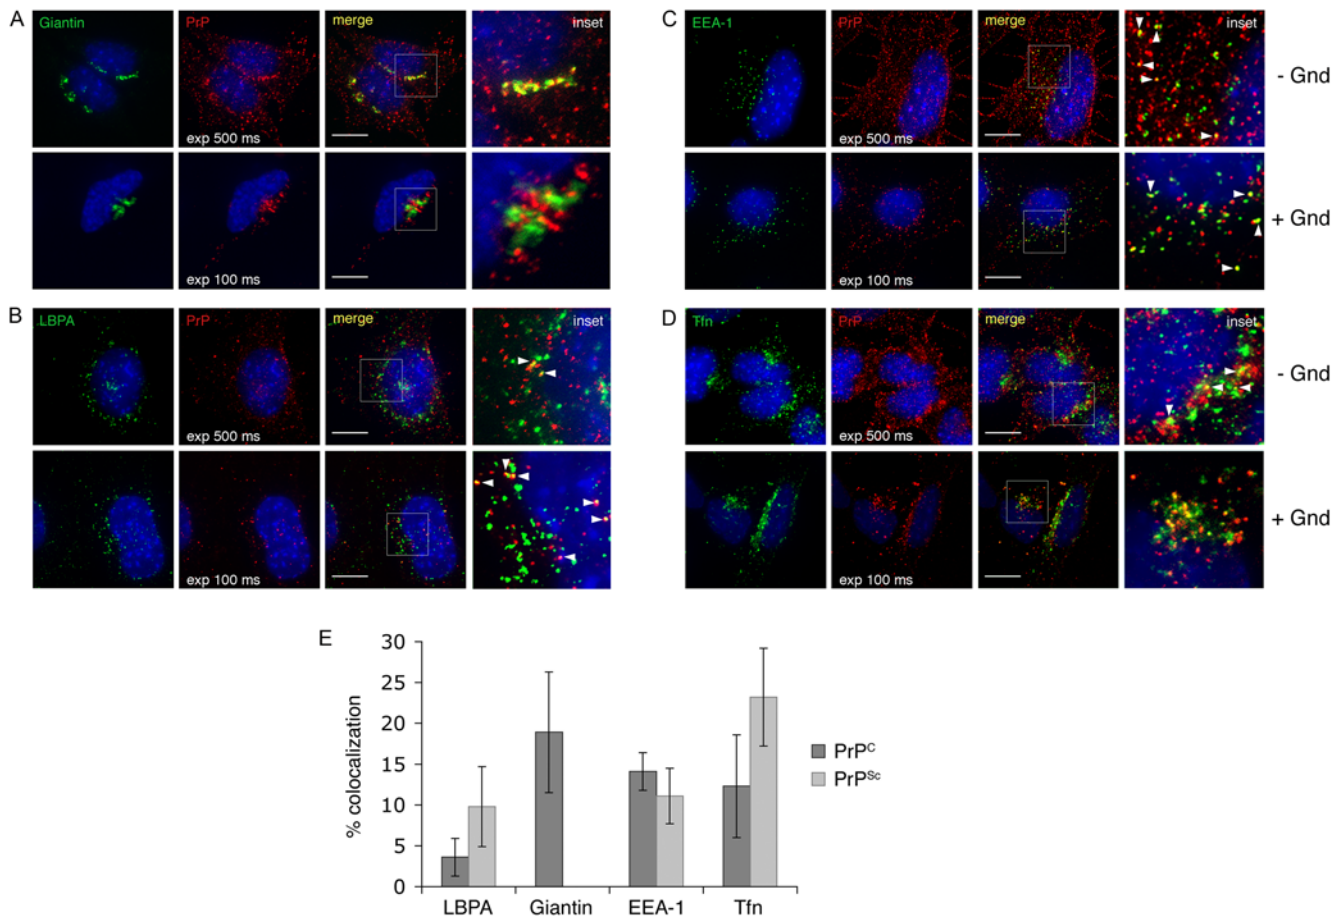 A
Giantin PrP merge inset
exp 500 ms
exp 100 ms
B
LBPA PrP merge inset
exp 500 ms
exp 100 ms
C
EEA-1 PrP merge inset
- Gnd
exp 500 ms
+ Gnd
exp 100 ms
D
Tfn PrP merge inset
- Gnd
exp 500 ms
+ Gnd
exp 100 ms
E
% colocalization
30
25
20
15
10
5
0
LBPA Giantin EEA-1 Tfn
PrPC
PrPSc